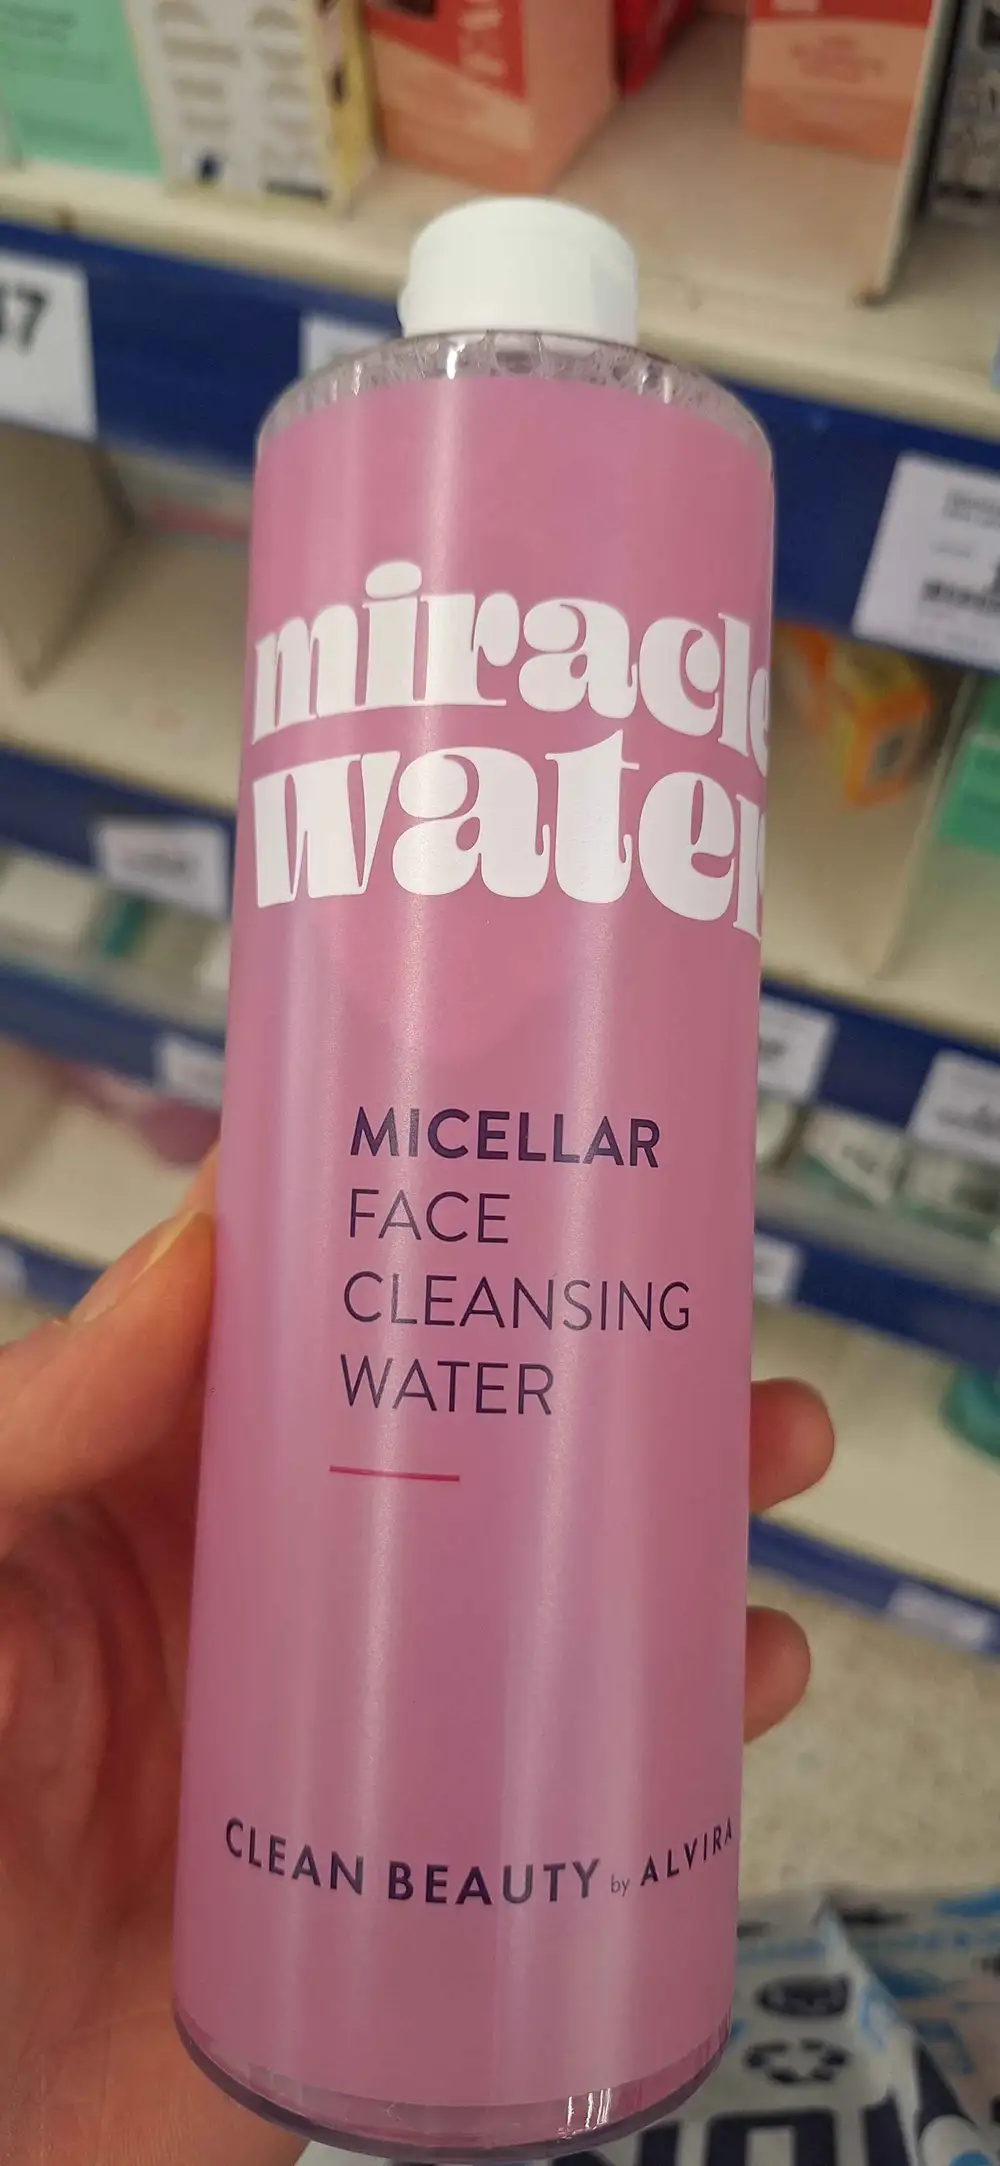 miracle
water
MICELLAR
FACE
CLEANSING
WATER
CLEAN BEAUTY by ALVIRA